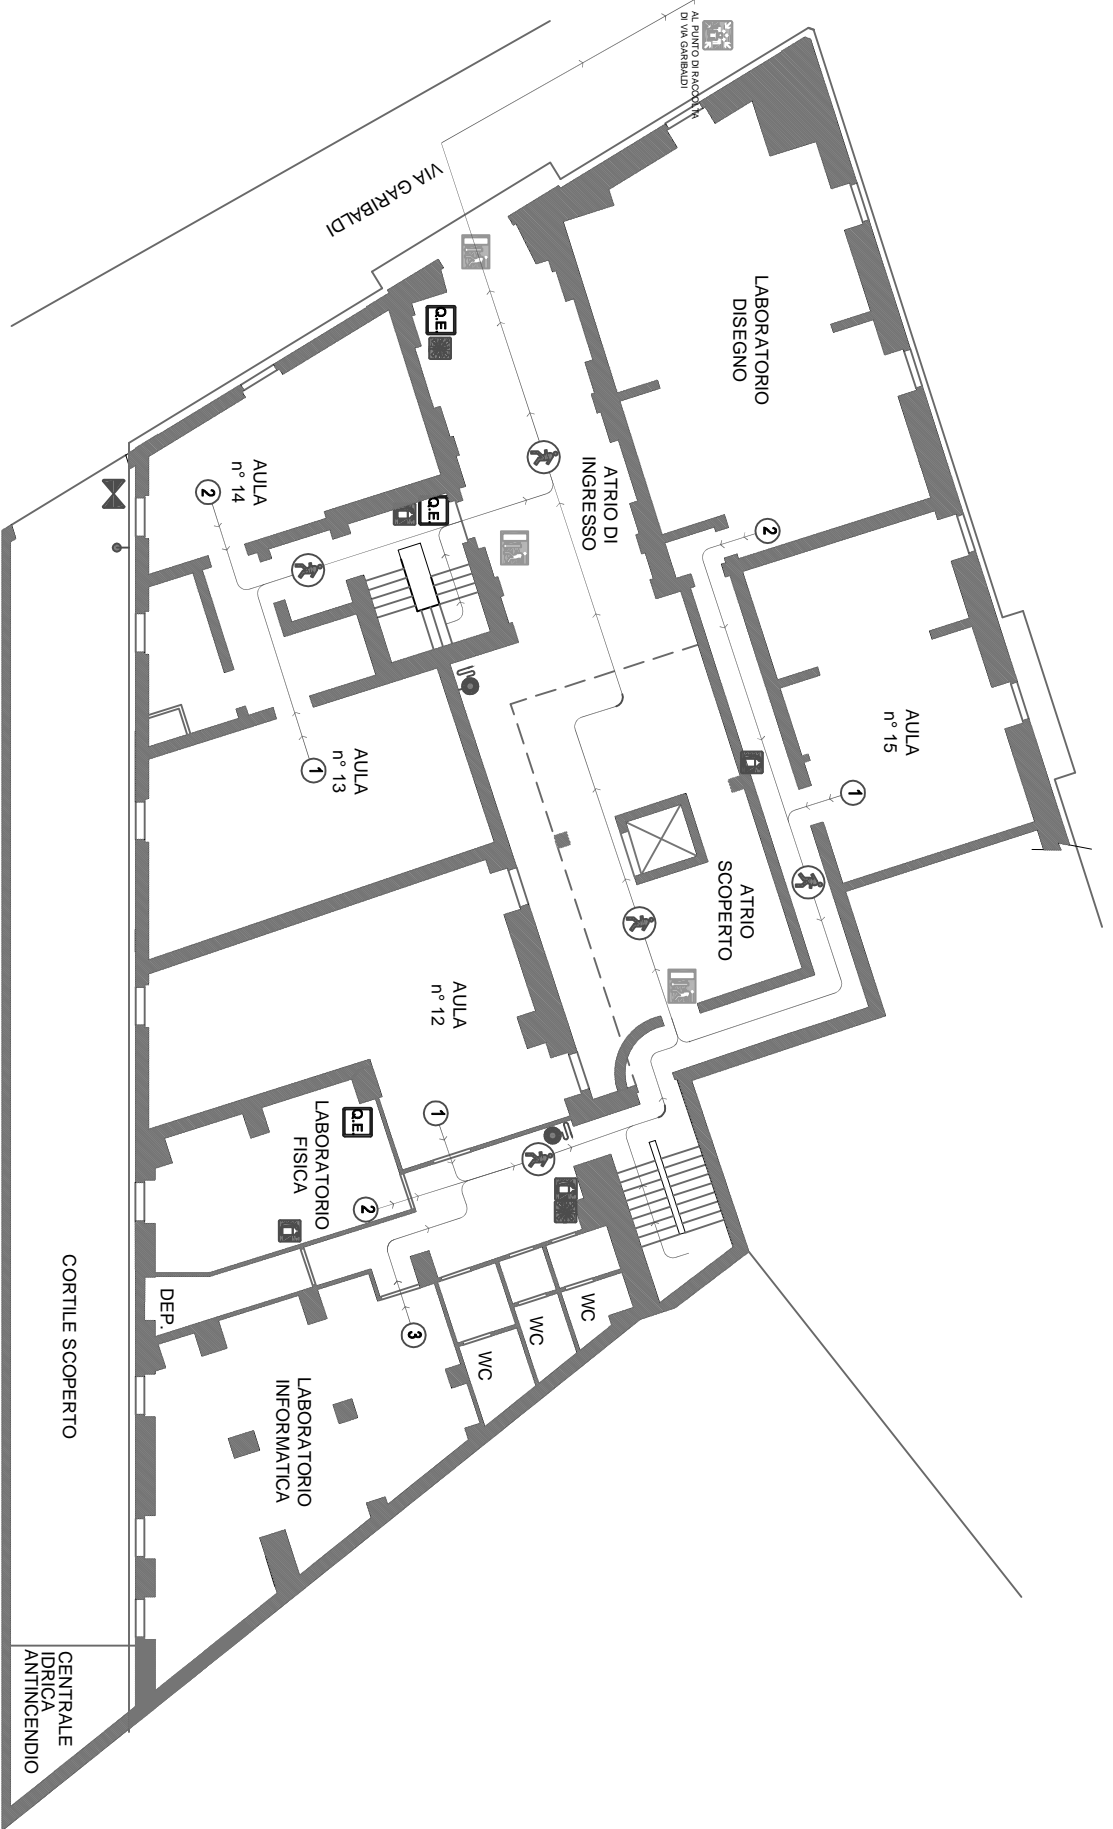 AL PUNTO DI RACCOLTA
DI VIA GARIBALDI
VIA GARIBALDI
LABORATORIO
DISEGNO
Q.E.
AULA
n° 14
2
Q.E.
ATRIO DI
INGRESSO
2
AULA
n° 15
1
AULA
n° 13
1
ATRIO
SCOPERTO
AULA
n° 12
1
Q.E.
LABORATORIO
FISICA
2
DEP.
3
WC
WC
WC
LABORATORIO
INFORMATICA
CORTILE SCOPERTO
CENTRALE
IDRICA
ANTINCENDIO